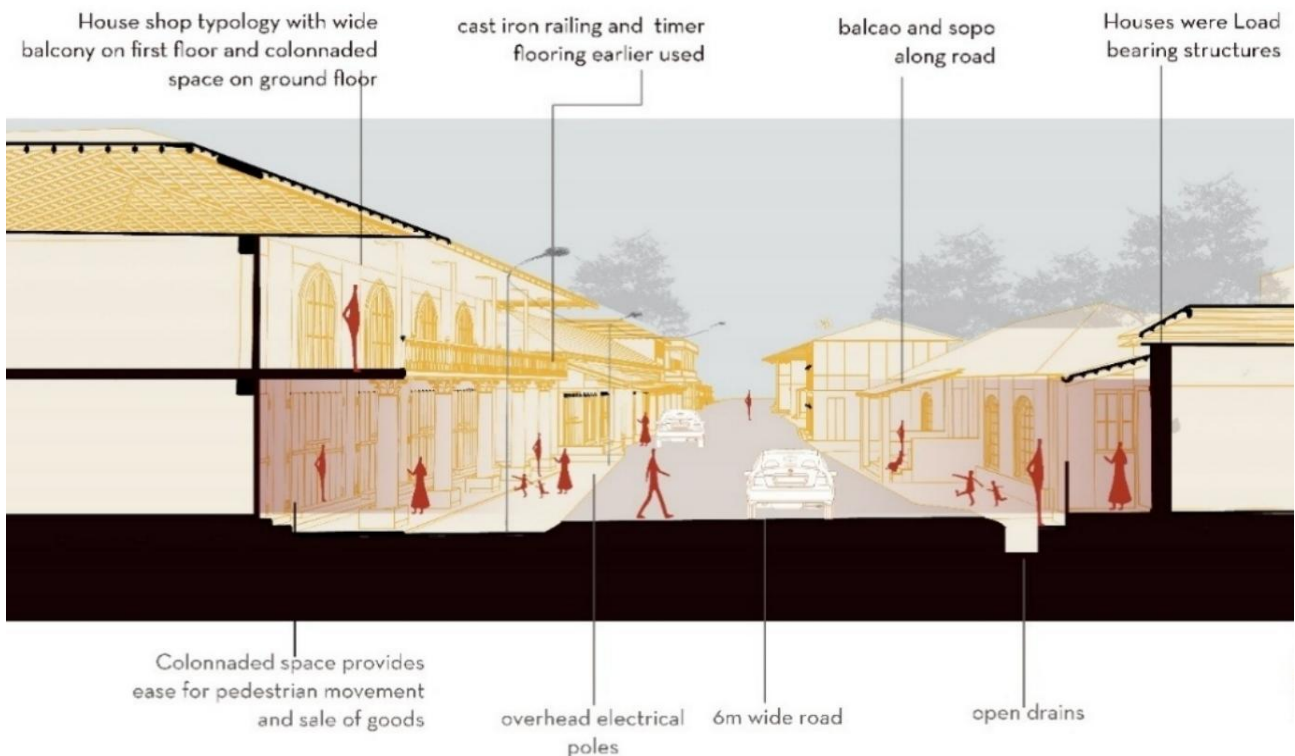 House shop typology with wide
balcony on first floor and colonnaded
space on ground floor
cast iron railing and timer
flooring earlier used
balcao and sopo
along road
Houses were Load
bearing structures
Colonnaded space provides
ease for pedestrian movement
and sale of goods
overhead electrical
poles
6m wide road
open drains